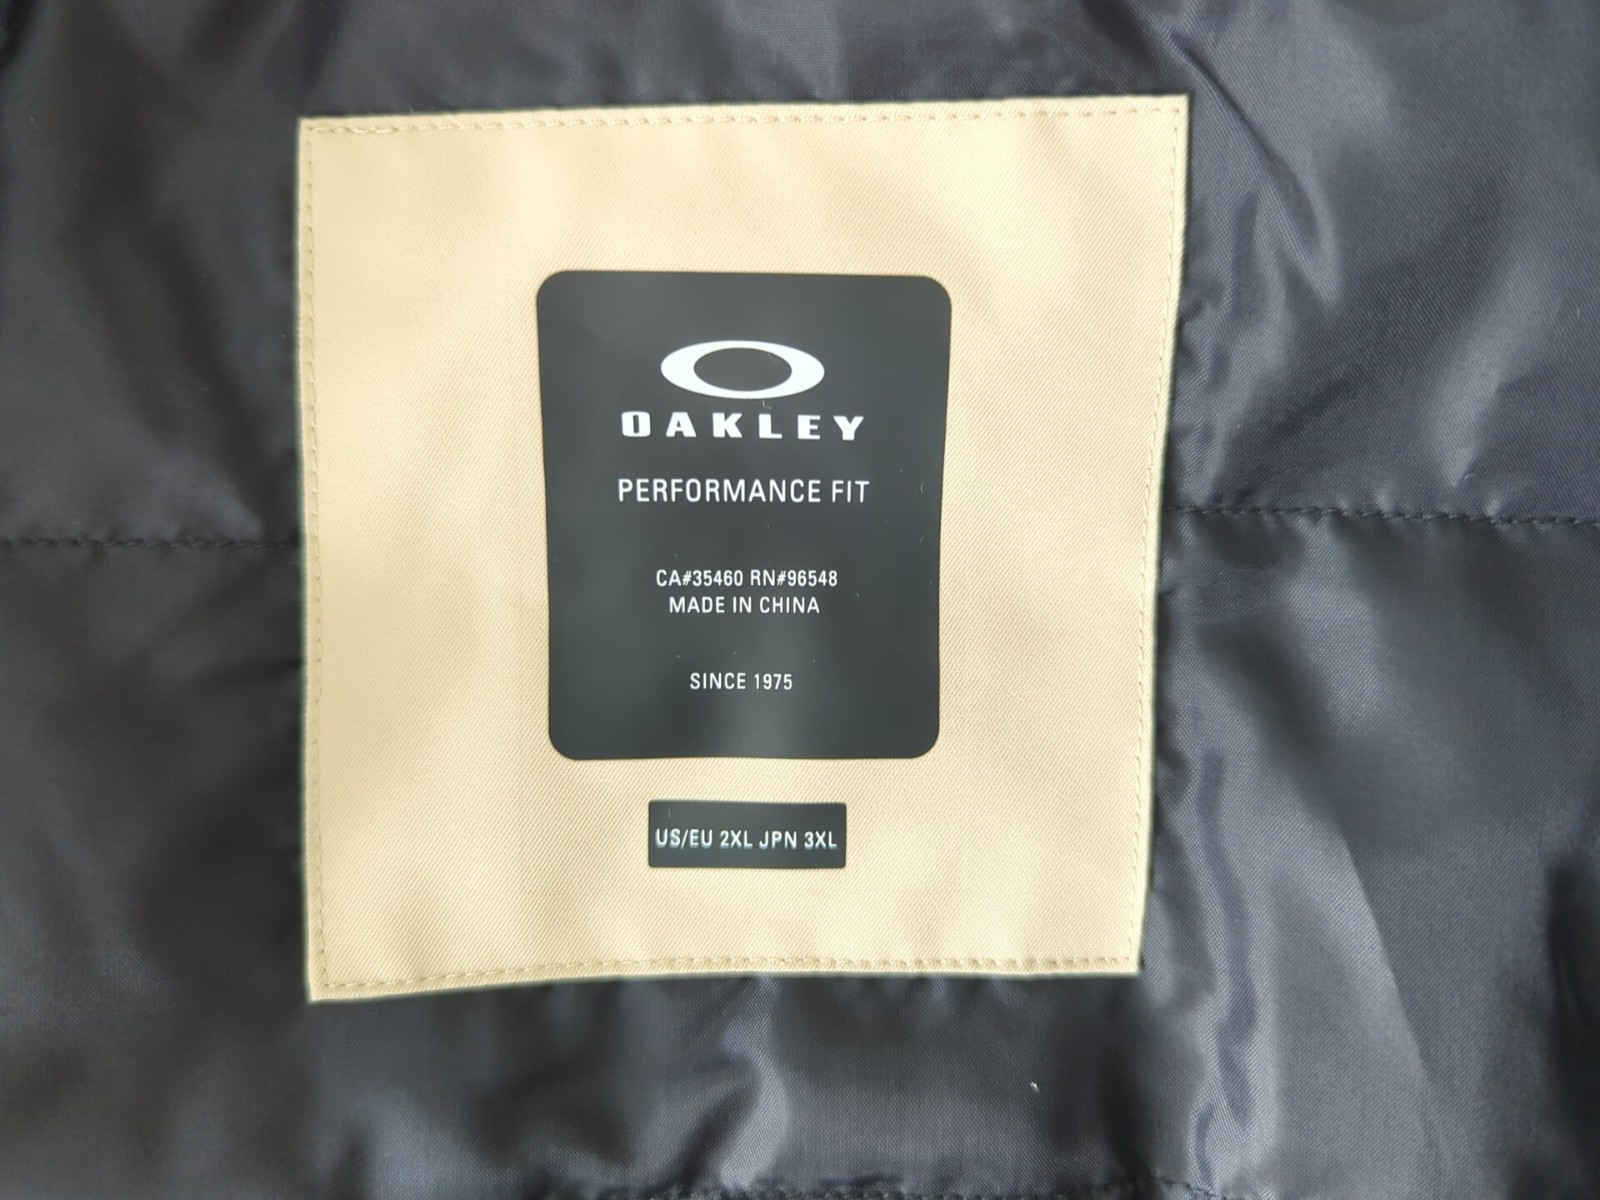 OAKLEY
PERFORMANCE FIT
CA#35460 RN#96548
MADE IN CHINA
SINCE 1975
US/EU 2XL JPN 3XL